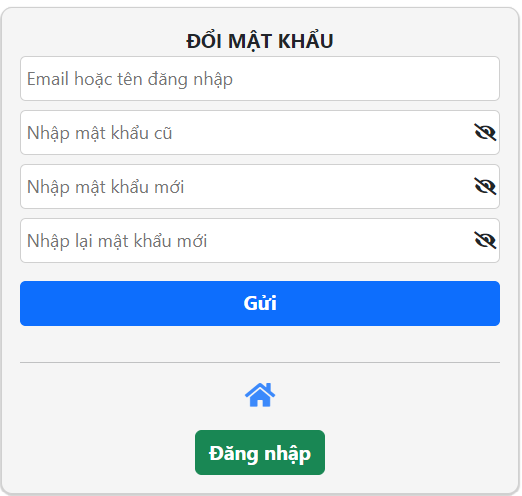 ĐỔI MẬT KHẨU
Email hoặc tên đăng nhập
Nhập mật khẩu cũ
Nhập mật khẩu mới
Nhập lại mật khẩu mới
Gửi
Đăng nhập